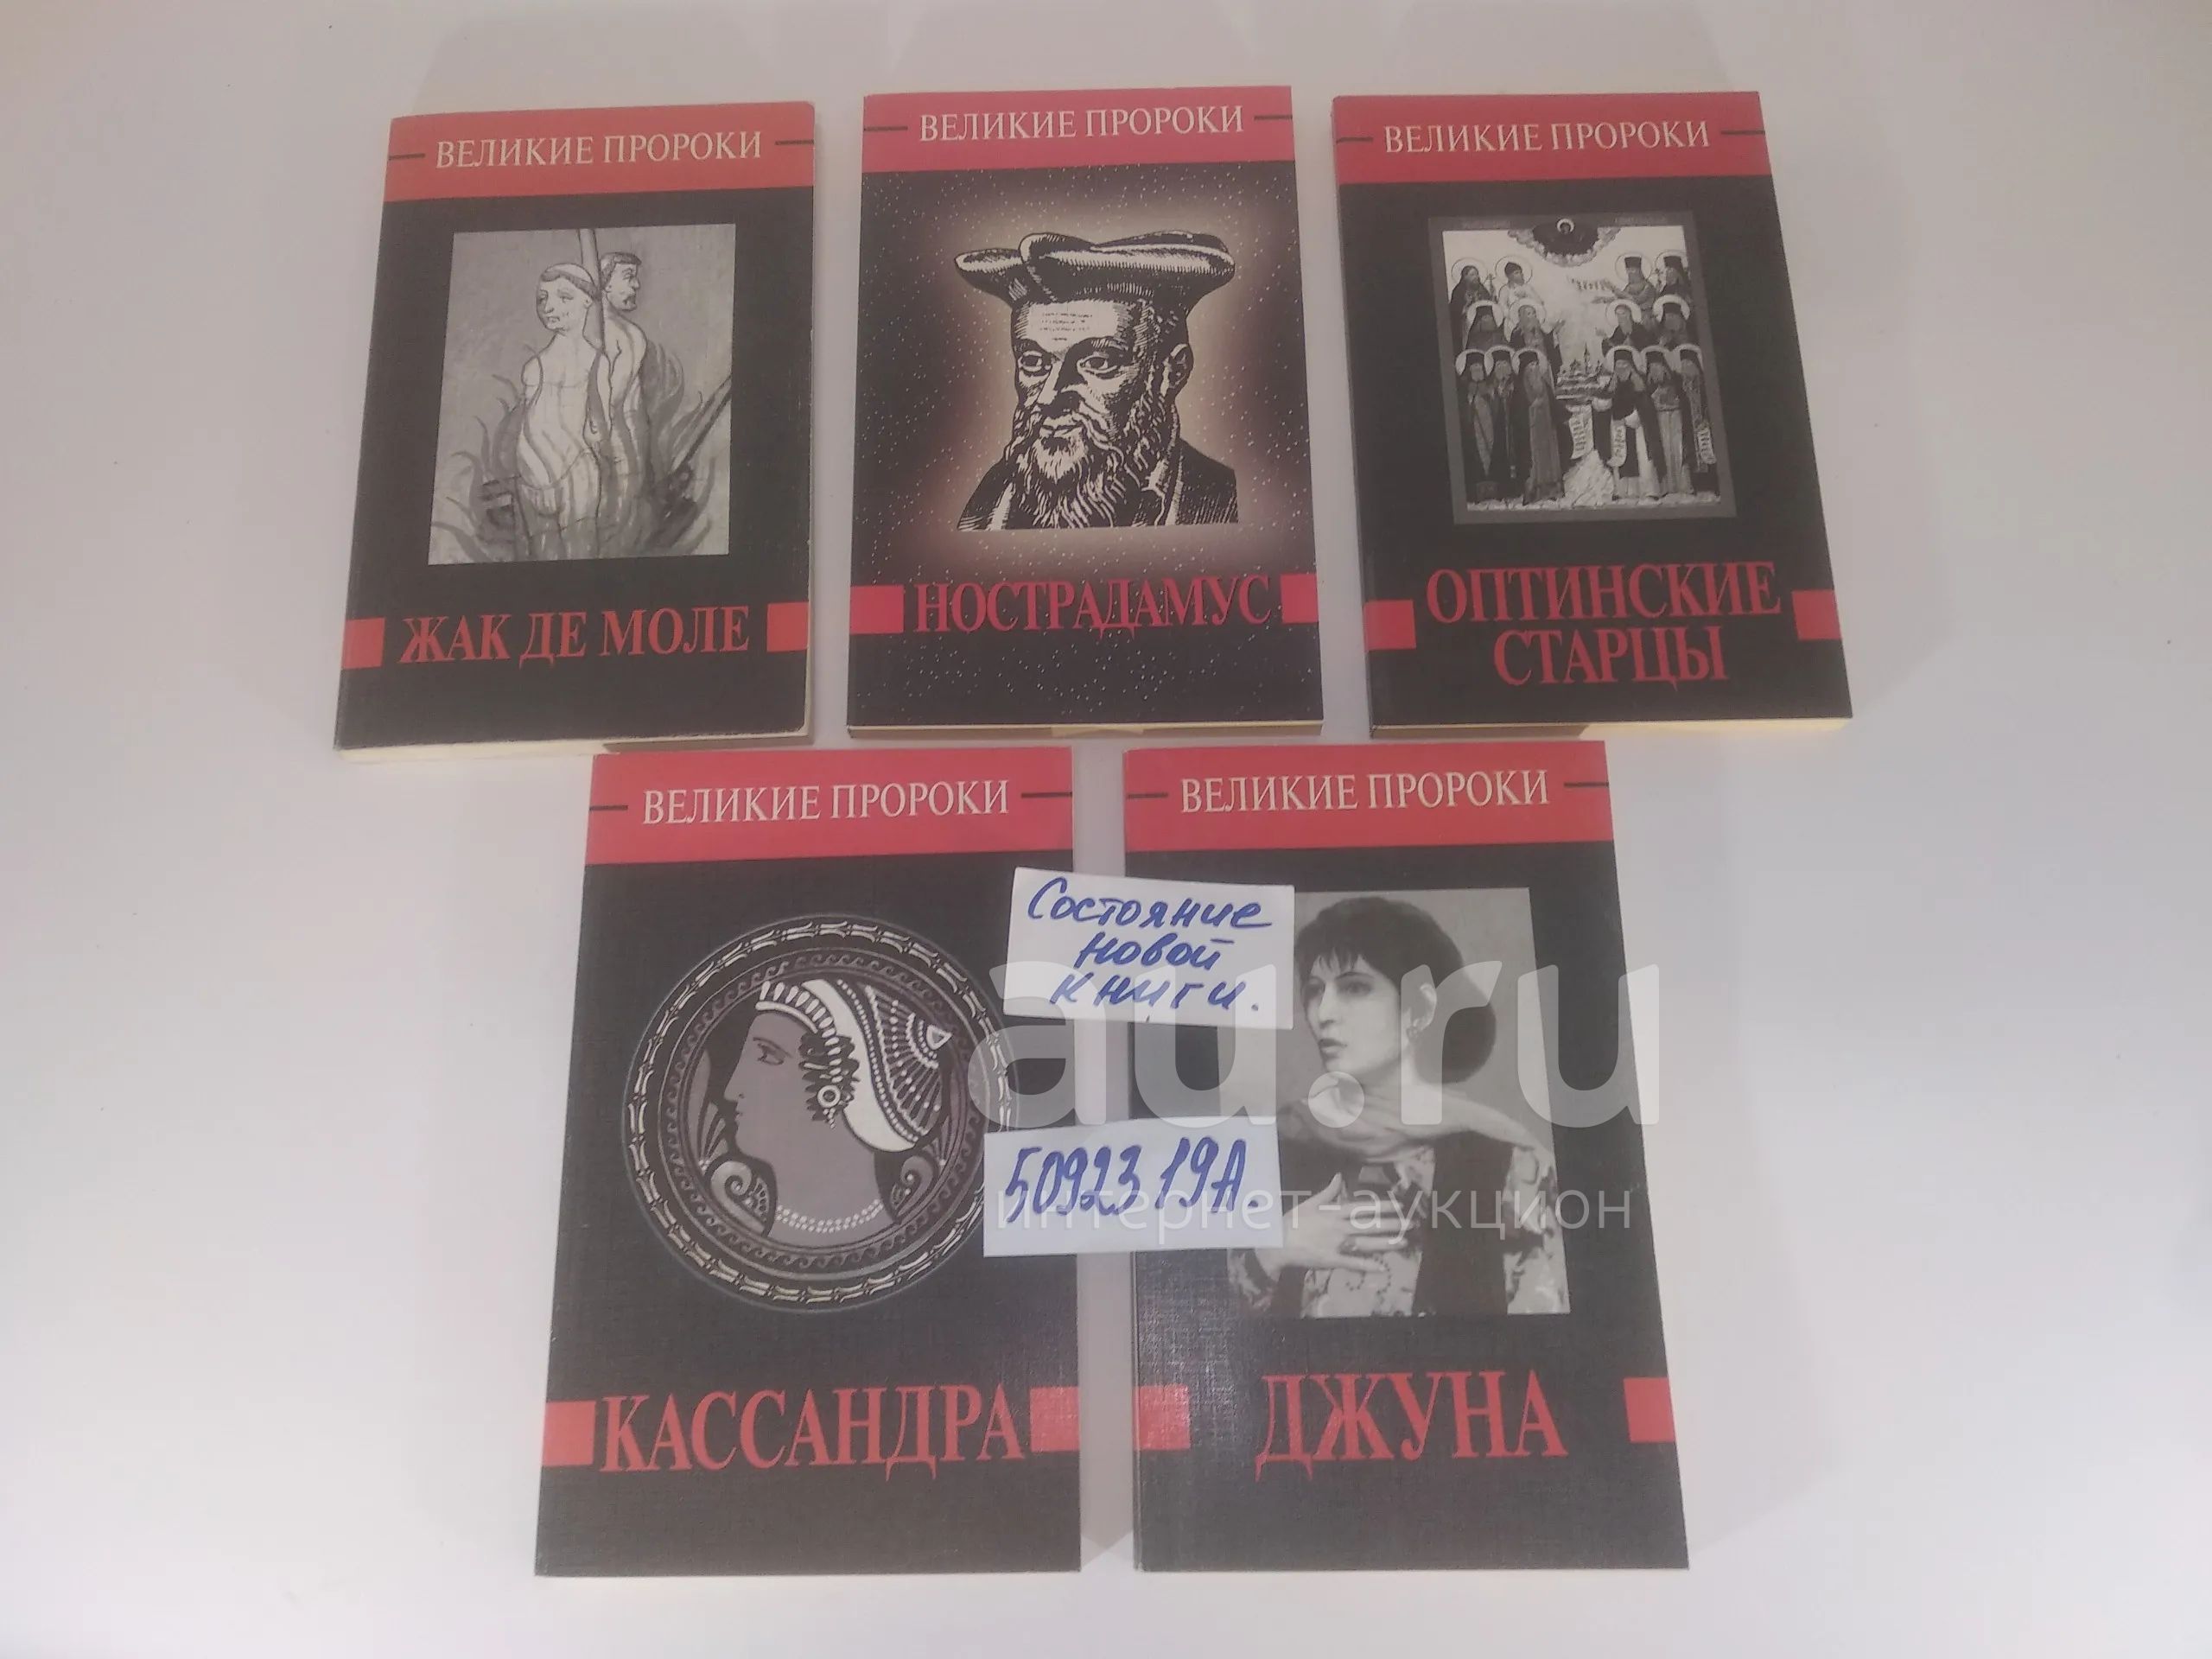 ВЕЛИКИЕ ПРОРОКИ
ЖАК ДЕ МОЛЕ
ВЕЛИКИЕ ПРОРОКИ
НОСТРАДАМУС
ВЕЛИКИЕ ПРОРОКИ
ОПТИНСКИЕ
СТАРЦЫ
ВЕЛИКИЕ ПРОРОКИ
КАССАНДРА
ВЕЛИКИЕ ПРОРОКИ
ДЖУНА
Состояние
новой
книги.
5092319А.
au.ru
интернет-аукцион